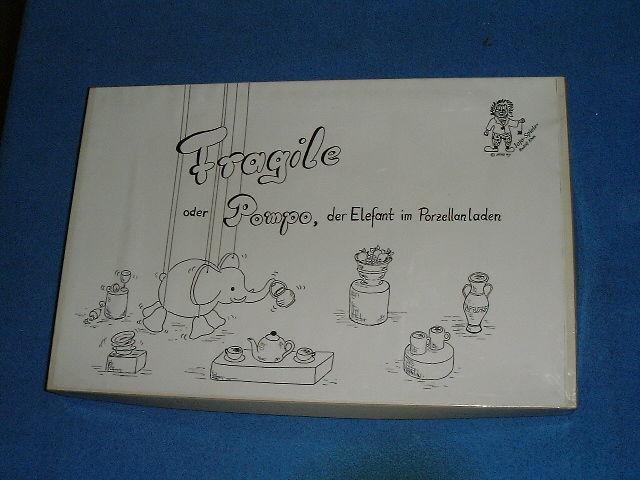 Fragile
oder Pompo, der Elefant im Porzellanladen